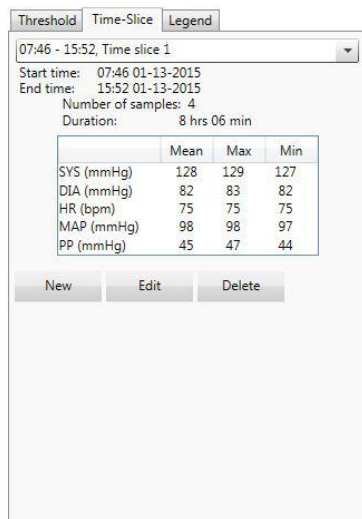 Threshold Time-Slice Legend
07:46 - 15:52, Time slice 1
Start time: 07:46 01-13-2015
End time: 15:52 01-13-2015
Number of samples: 4
Duration: 8 hrs 06 min
Mean Max Min
SYS (mmHg) 128 129 127
DIA (mmHg) 82 83 82
HR (bpm) 75 75 75
MAP (mmHg) 98 98 97
PP (mmHg) 45 47 44
New Edit Delete